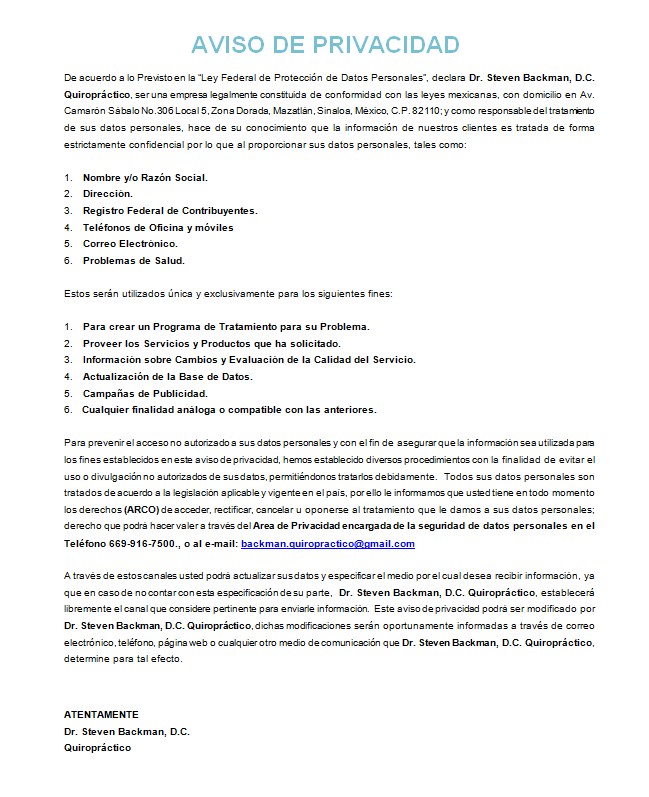 AVISO DE PRIVACIDAD
De acuerdo a lo Previsto en la "Ley Federal de Protección de Datos Personales", declara Dr. Steven Backman, D.C.
Quiropráctico, ser una empresa legalmente constituida de conformidad con las leyes mexicanas, con domicilio en Av.
Camarón Sábalo No.306 Local 5, Zona Dorada, Mazatlán, Sinaloa, México, C.P. 82110; y como responsable del tratamiento
de sus datos personales, hace de su conocimiento que la información de nuestros clientes es tratada de forma
estrictamente confidencial por lo que al proporcionar sus datos personales, tales como:
1. Nombre y/o Razón Social.
2. Dirección.
3. Registro Federal de Contribuyentes.
4. Teléfonos de Oficina y móviles
5. Correo Electrónico.
6. Problemas de Salud.
Estos serán utilizados única y exclusivamente para los siguientes fines:
1. Para crear un Programa de Tratamiento para su Problema.
2. Proveer los Servicios y Productos que ha solicitado.
3. Información sobre Cambios y Evaluación de la Calidad del Servicio.
4. Actualización de la Base de Datos.
5. Campañas de Publicidad.
6. Cualquier finalidad análoga o compatible con las anteriores.
Para prevenir el acceso no autorizado a sus datos personales y con el fin de asegurar que la información sea utilizada para
los fines establecidos en este aviso de privacidad, hemos establecido diversos procedimientos con la finalidad de evitar el
uso o divulgación no autorizados de sus datos, permitiéndonos tratarlos debidamente. Todos sus datos personales son
tratados de acuerdo a la legislación aplicable y vigente en el país, por ello le informamos que usted tiene en todo momento
los derechos (ARCO) de acceder, rectificar, cancelar u oponerse al tratamiento que le damos a sus datos personales;
derecho que podrá hacer valer a través del Area de Privacidad encargada de la seguridad de datos personales en el
Teléfono 669-916-7500., o al e-mail: backman.quiropractico@gmail.com
A través de estos canales usted podrá actualizar sus datos y especificar el medio por el cual desea recibir información, ya
que en caso de no contar con esta especificación de su parte, Dr. Steven Backman, D.C. Quiropráctico, establecerá
libremente el canal que considere pertinente para enviarle información. Este aviso de privacidad podrá ser modificado por
Dr. Steven Backman, D.C. Quiropráctico, dichas modificaciones serán oportunamente informadas a través de correo
electrónico, teléfono, página web o cualquier otro medio de comunicación que Dr. Steven Backman, D.C. Quiropráctico,
determine para tal efecto.
ATENTAMENTE
Dr. Steven Backman, D.C.
Quiropráctico